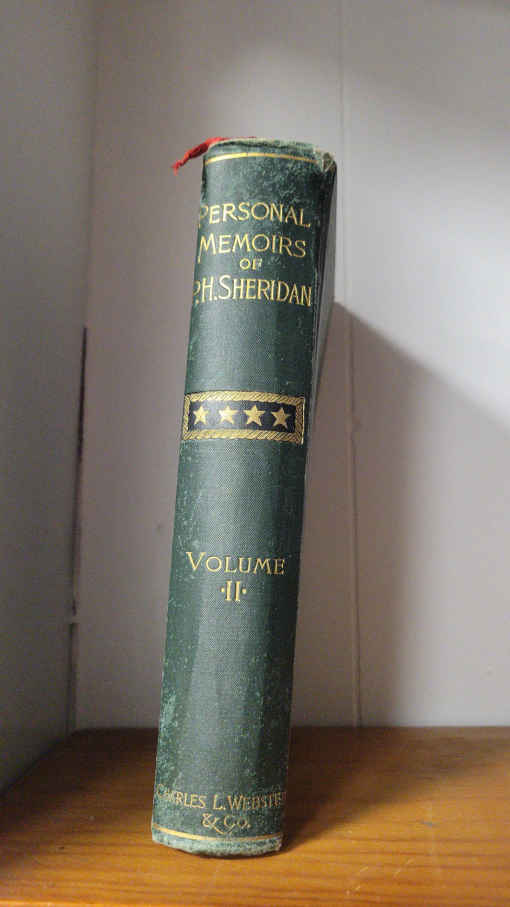 PERSONAL
MEMOIRS
OF
P.H. SHERIDAN
VOLUME
·II·
CHARLES L. WEBSTER
& CO.